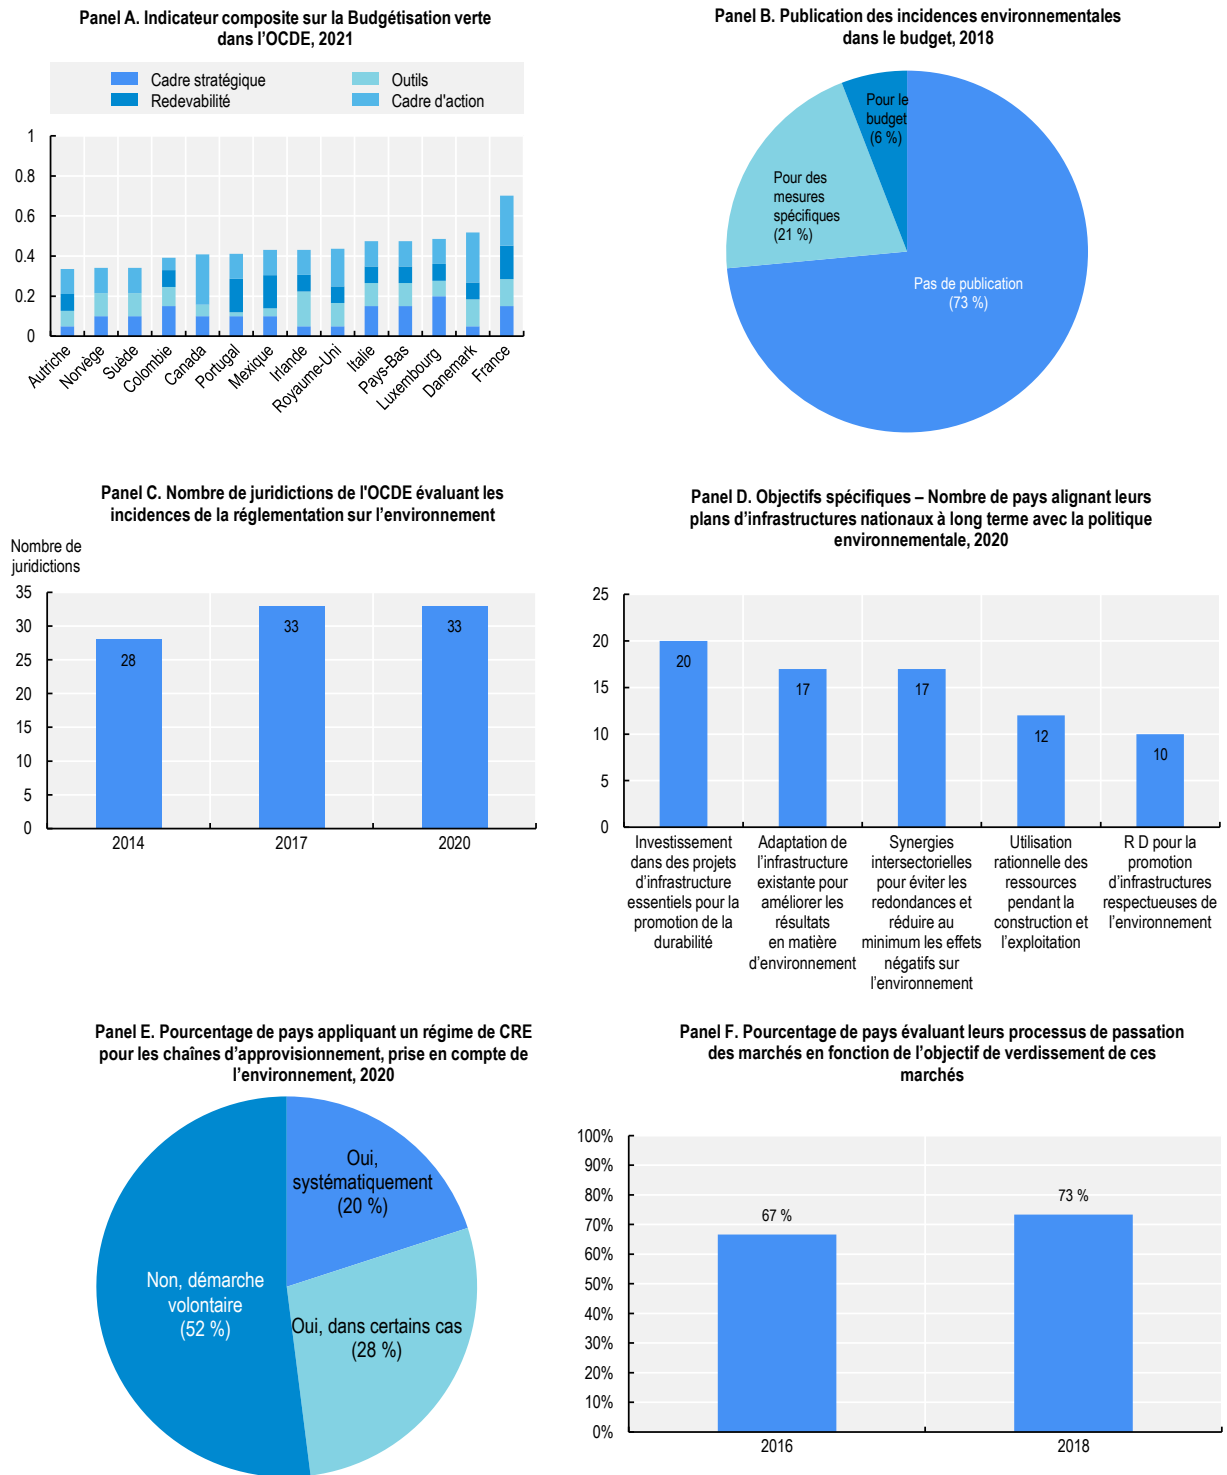 Panel A. Indicateur composite sur la Budgétisation verte
dans l'OCDE, 2021
Cadre stratégique
Outils
Redevabilité
Cadre d'action
1
0.8
0.6
0.4
0.2
0
Autriche
Norvège
Suède
Colombie
Canada
Portugal
Mexique
Irlande
Royaume-Uni
Italie
Pays-Bas
Luxembourg
Danemark
France
Panel B. Publication des incidences environnementales
dans le budget, 2018
Pour le
budget
(6 %)
Pour des
mesures
spécifiques
(21 %)
Pas de publication
(73 %)
Panel C. Nombre de juridictions de l'OCDE évaluant les
incidences de la réglementation sur l'environnement
Nombre de
juridictions
35
30
25
20
15
10
5
0
28
33
33
2014
2017
2020
Panel D. Objectifs spécifiques – Nombre de pays alignant leurs
plans d'infrastructures nationaux à long terme avec la politique
environnementale, 2020
25
20
15
10
5
0
20
17
17
12
10
Investissement
dans des projets
d'infrastructure
essentiels pour la
promotion de la
durabilité
Adaptation de
l'infrastructure
existante pour
améliorer les
résultats
en matière
d'environnement
Synergies
intersectorielles
pour éviter les
redondances et
réduire au
minimum les effets
négatifs sur
l'environnement
Utilisation
rationnelle des
ressources
pendant la
construction et
l'exploitation
R D pour la
promotion
d'infrastructures
respectueuses de
l'environnement
Panel E. Pourcentage de pays appliquant un régime de CRE
pour les chaînes d'approvisionnement, prise en compte de
l'environnement, 2020
Oui,
systématiquement
(20 %)
Non, démarche
volontaire
(52 %)
Oui, dans certains cas
(28 %)
Panel F. Pourcentage de pays évaluant leurs processus de passation
des marchés en fonction de l'objectif de verdissement de ces
marchés
100%
90%
80%
70%
60%
50%
40%
30%
20%
10%
0%
67 %
73 %
2016
2018